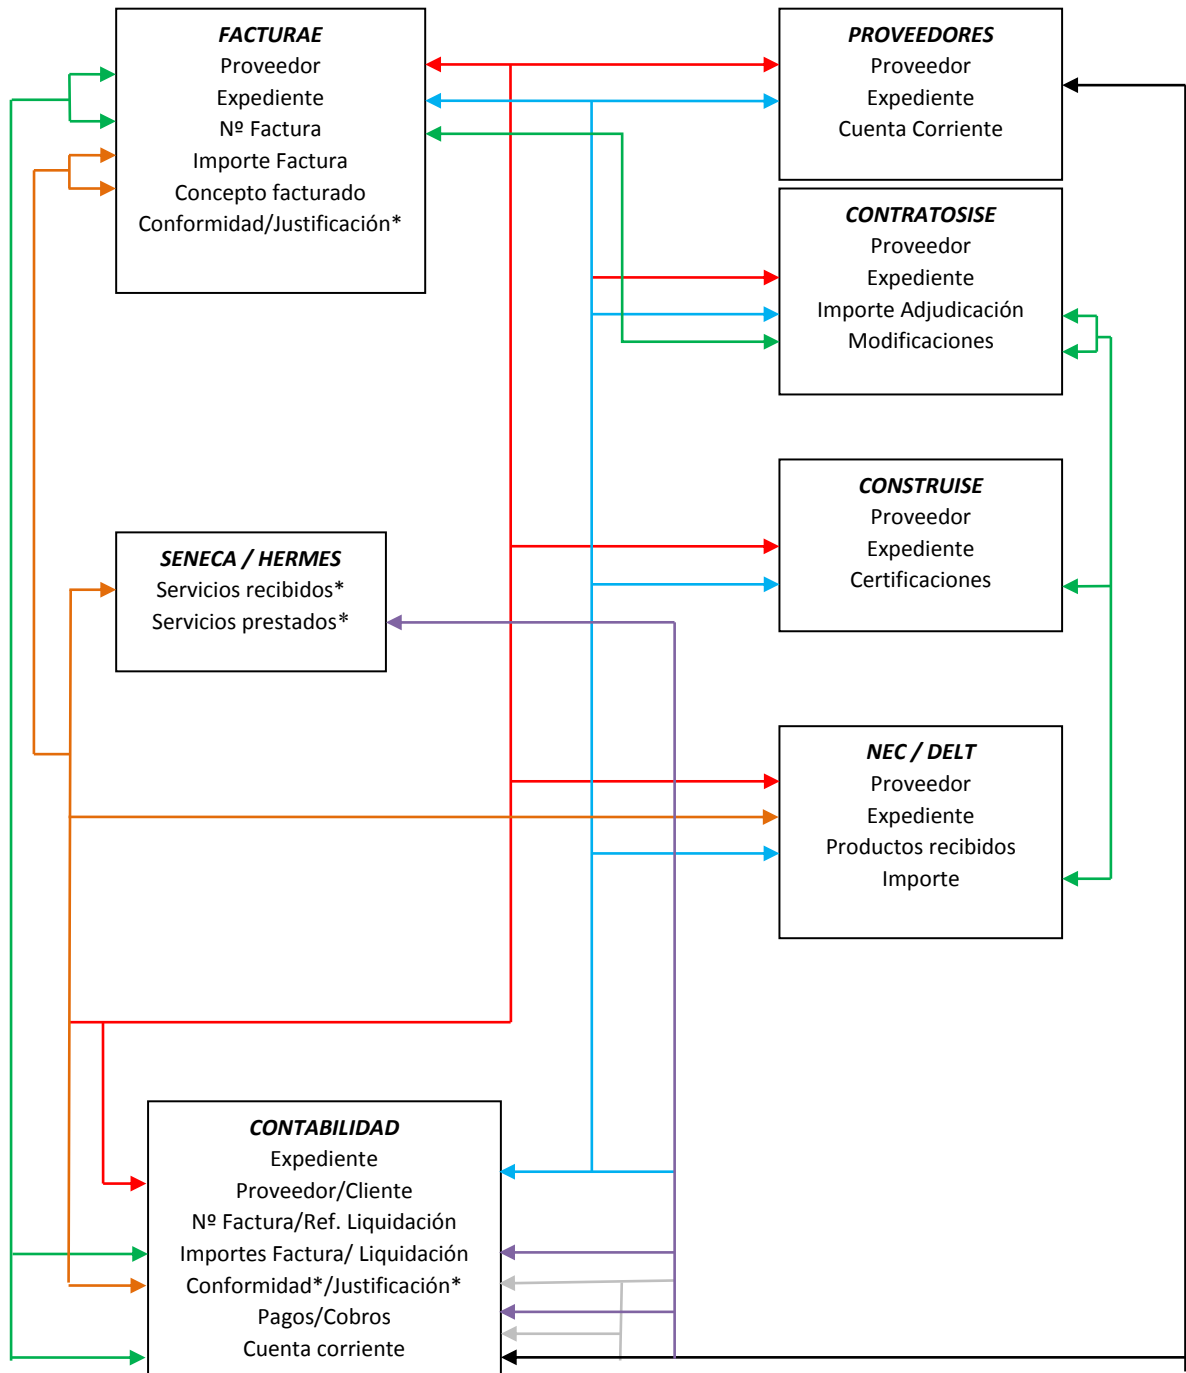 FACTURAE
Proveedor
Expediente
Nº Factura
Importe Factura
Concepto facturado
Conformidad/Justificación*
PROVEEDORES
Proveedor
Expediente
Cuenta Corriente
CONTRATOSISE
Proveedor
Expediente
Importe Adjudicación
Modificaciones
CONSTRUISE
Proveedor
Expediente
Certificaciones
SENECA / HERMES
Servicios recibidos*
Servicios prestados*
NEC / DELT
Proveedor
Expediente
Productos recibidos
Importe
CONTABILIDAD
Expediente
Proveedor/Cliente
Nº Factura/Ref. Liquidación
Importes Factura/ Liquidación
Conformidad*/Justificación*
Pagos/Cobros
Cuenta corriente